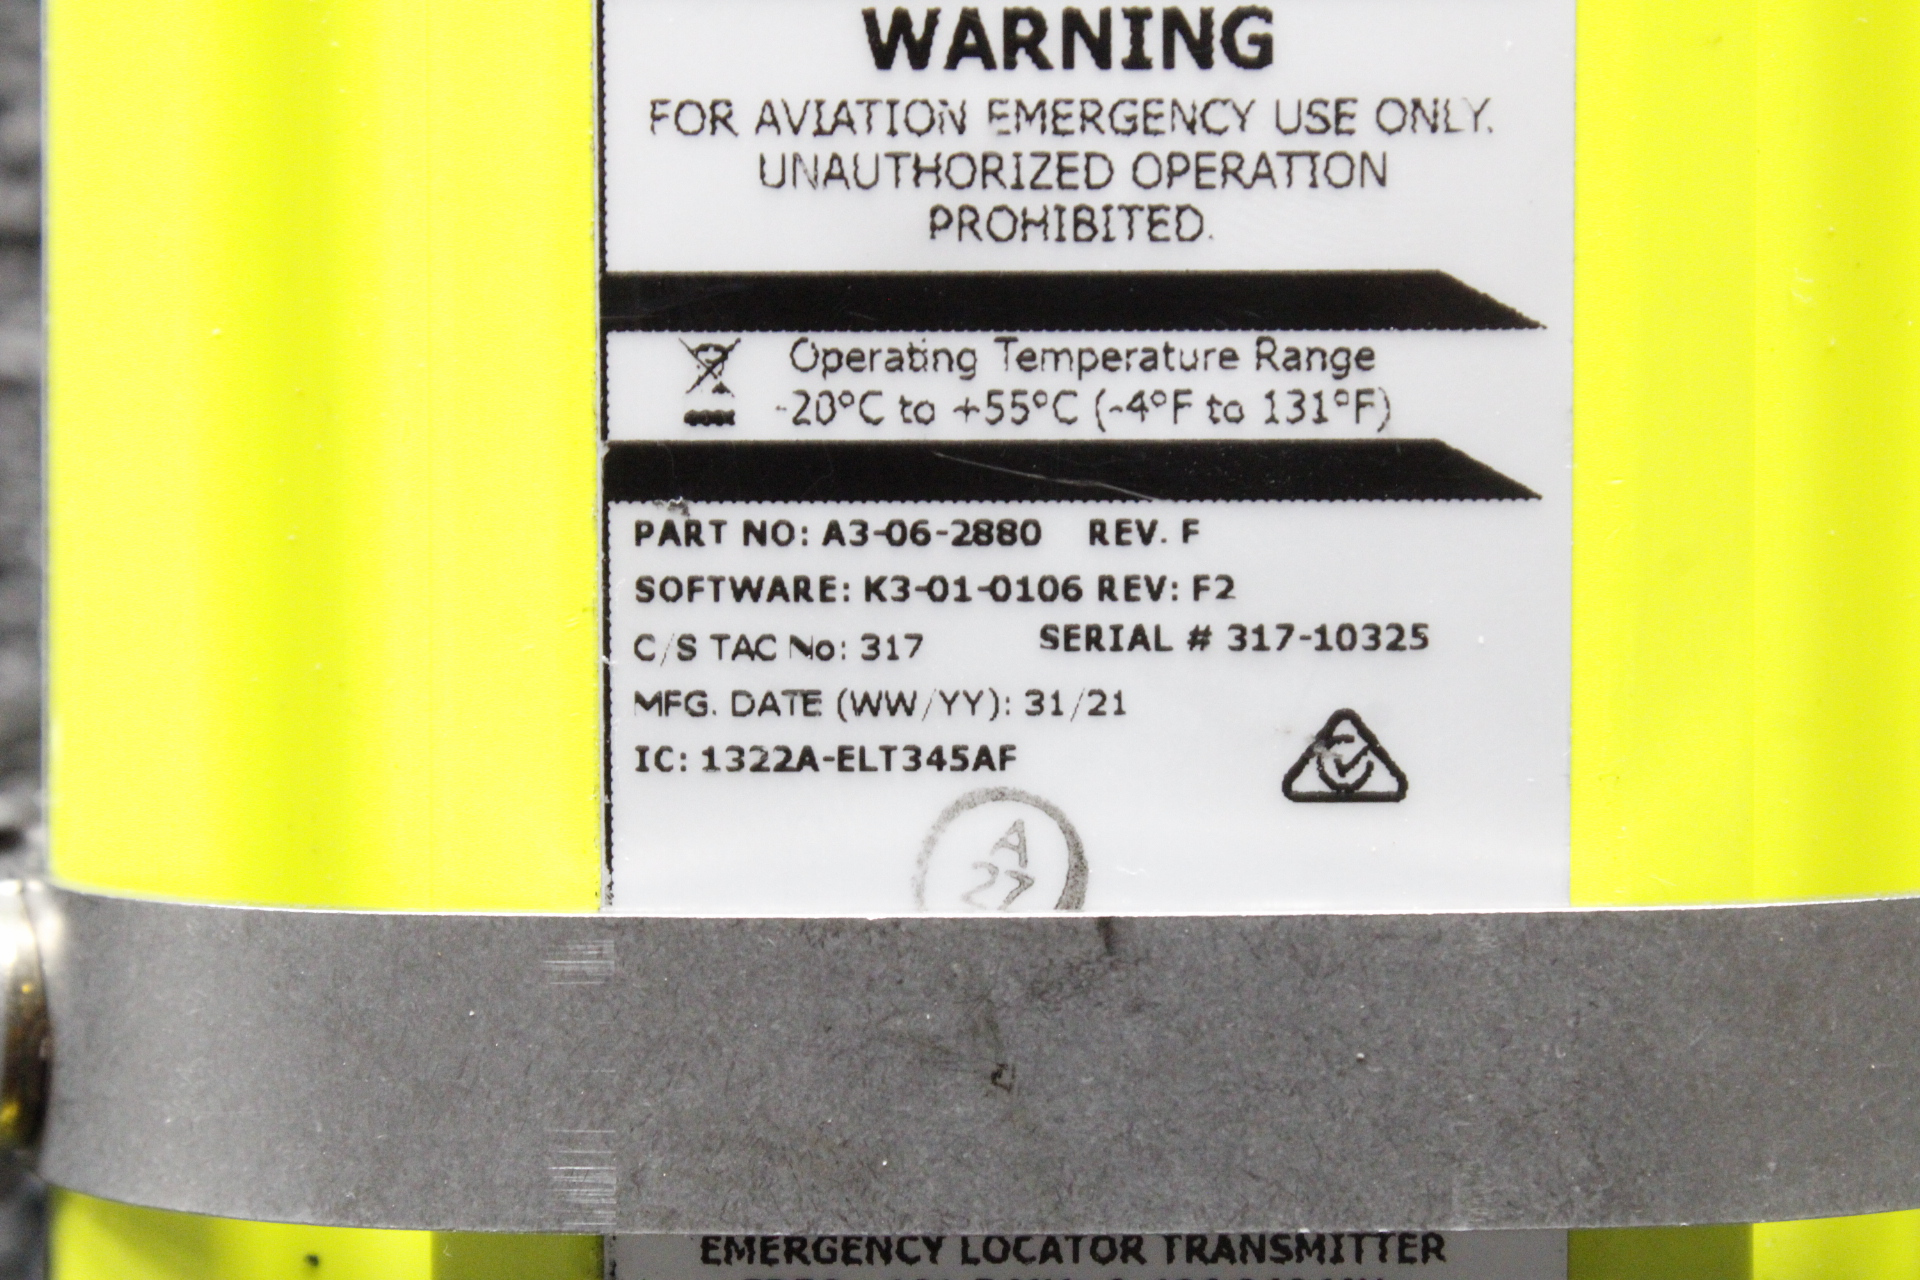 WARNING
FOR AVIATION EMERGENCY USE ONLY.
UNAUTHORIZED OPERATION
PROHIBITED.
Operating Temperature Range
-20°C to +55°C (-4°F to 131°F)
PART NO: A3-06-2880 REV. F
SOFTWARE: K3-01-0106 REV: F2
C/S TAC No: 317 SERIAL # 317-10325
MFG. DATE (WW/YY): 31/21
IC: 1322A-ELT345AF
A
27
EMERGENCY LOCATOR TRANSMITTER